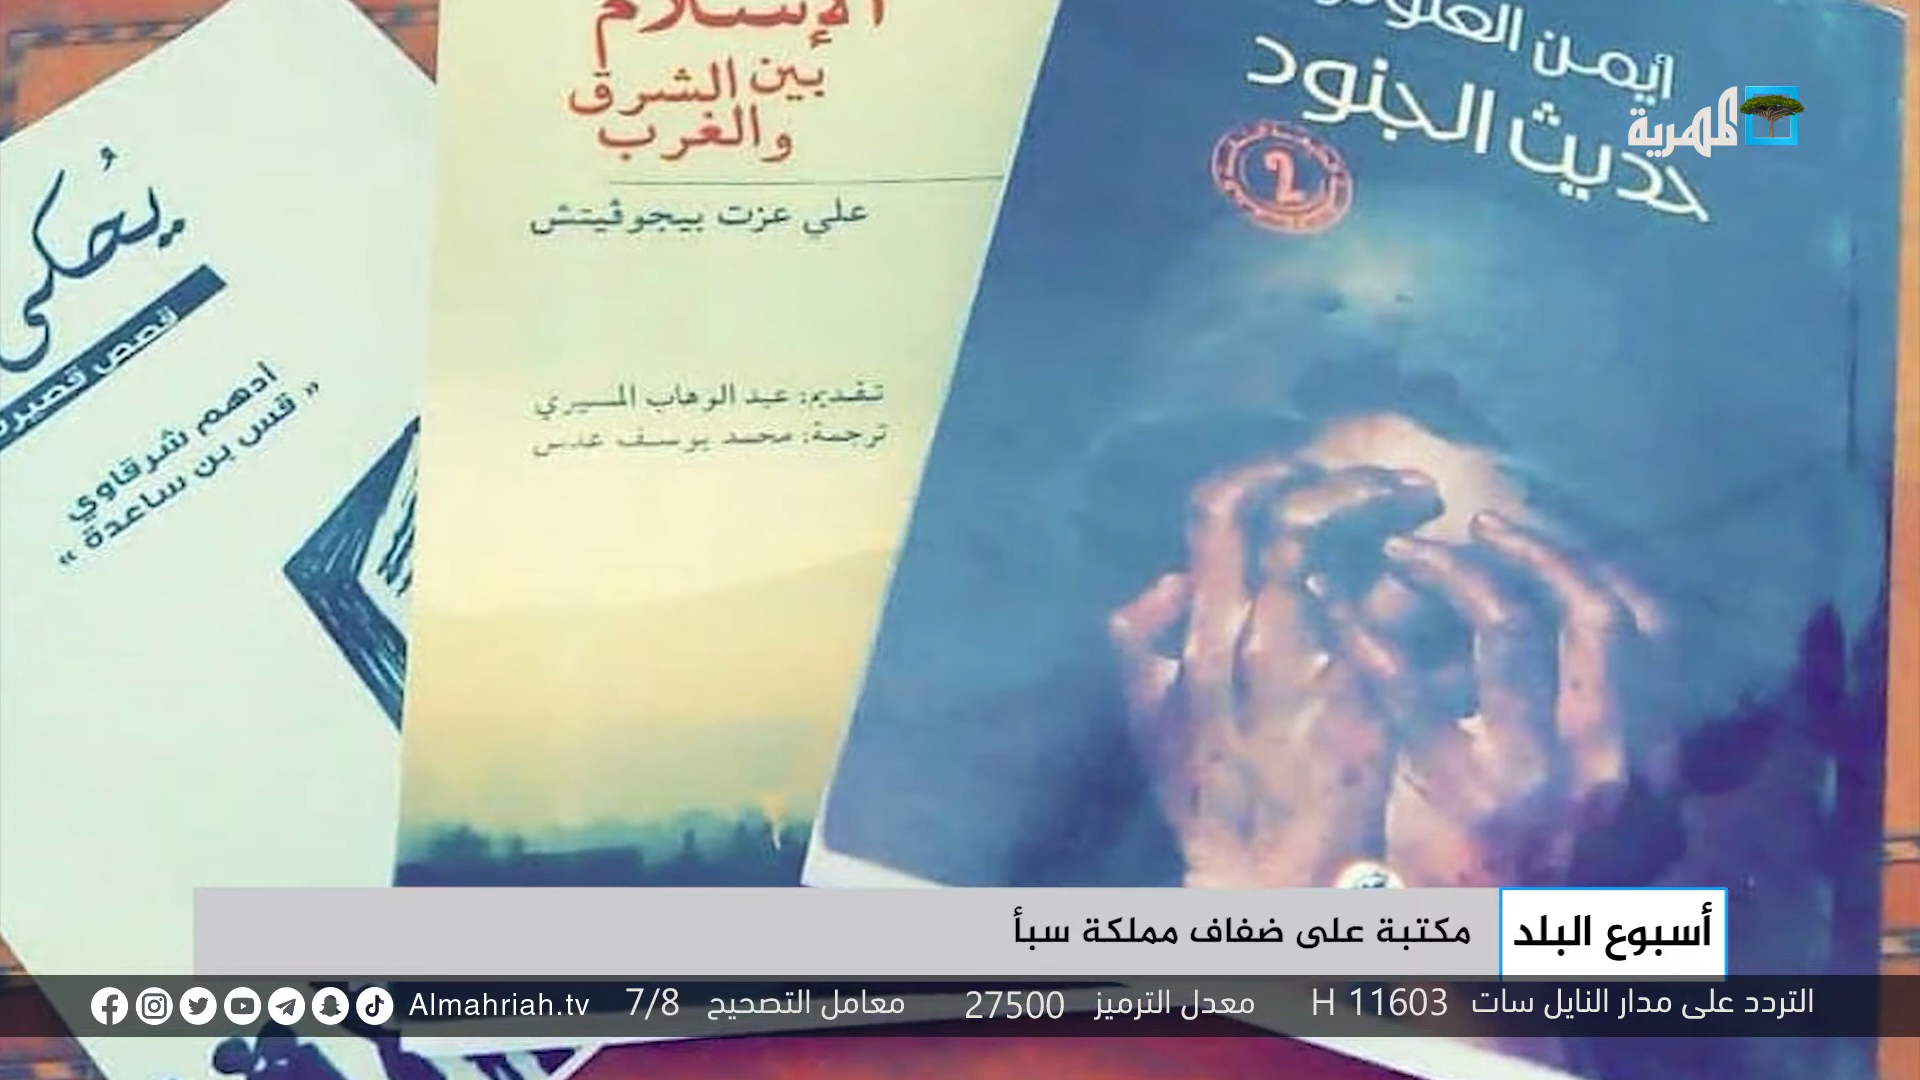 أيمن العتوم
حديث الجنود
2
المهرية
الإسلام
بين الشرق
والغرب
علي عزت بيجوڤيتش
تقديم: عبد الوهاب المسيري
ترجمة: محمد يوسف عدس
يُحكى
قصص قصيرة
أدهم شرقاوي
« قس بن ساعدة »
أسبوع البلد
مكتبة على ضفاف مملكة سبأ
التردد على مدار النايل سات H 11603 معدل الترميز 27500 معامل التصحيح 7/8 Almahriah.tv